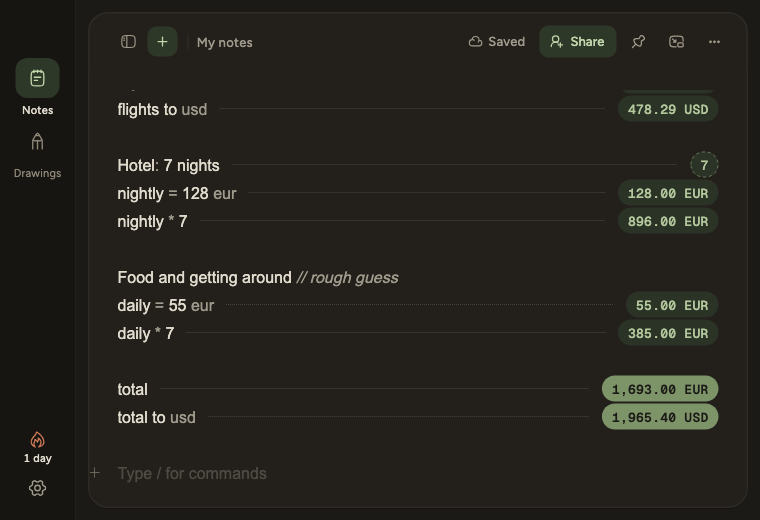 My notes
Saved
Share
Notes
Drawings
flights to usd 478.29 USD
Hotel: 7 nights 7
nightly = 128 eur 128.00 EUR
nightly * 7 896.00 EUR
Food and getting around // rough guess
daily = 55 eur 55.00 EUR
daily * 7 385.00 EUR
total 1,693.00 EUR
total to usd 1,965.40 USD
Type / for commands
1 day